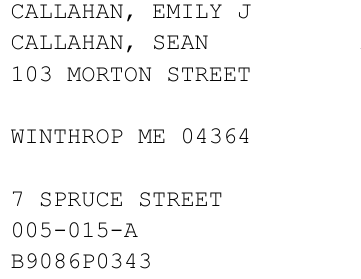 CALLAHAN, EMILY J
CALLAHAN, SEAN
103 MORTON STREET
WINTHROP ME 04364
7 SPRUCE STREET
005-015-A
B9086P0343